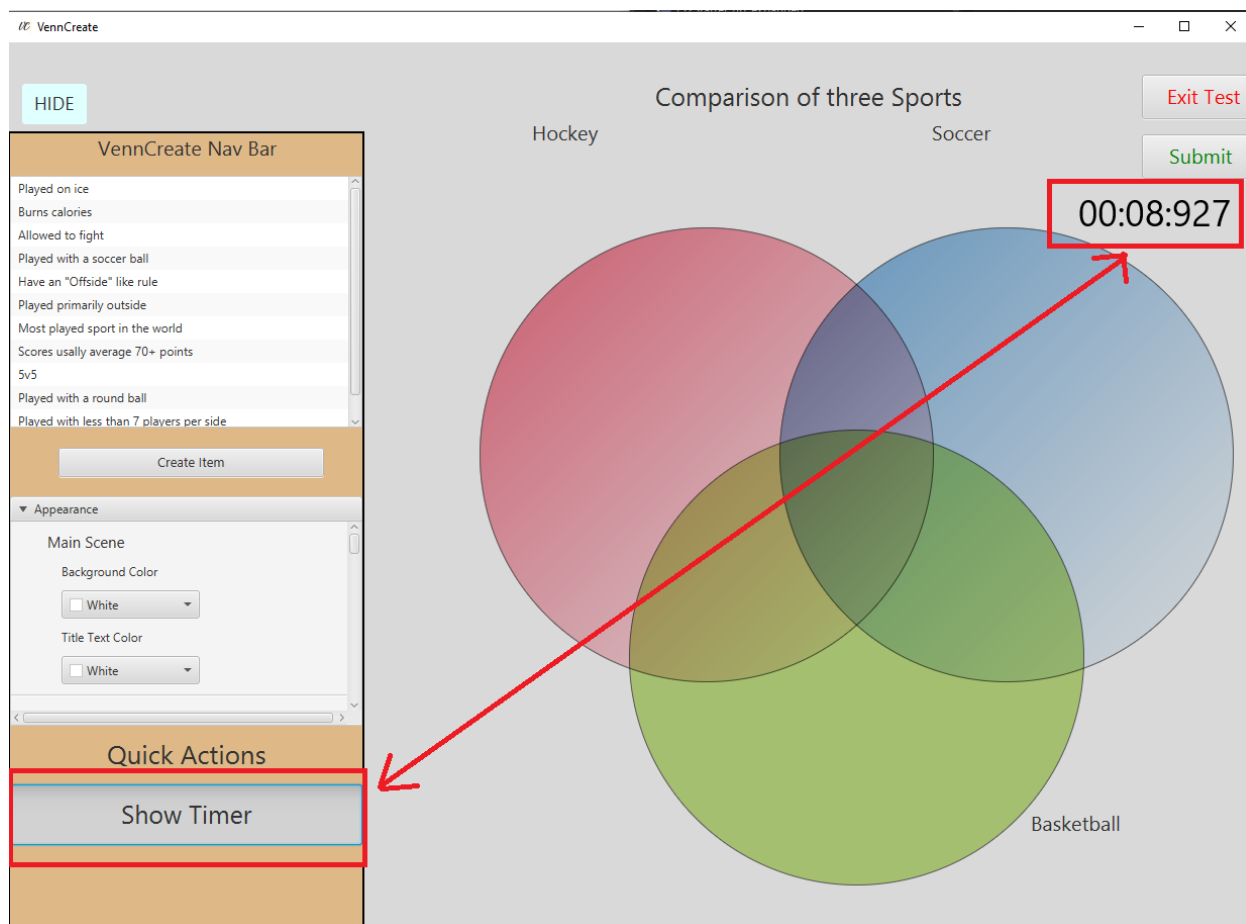 VC VennCreate
HIDE
Comparison of three Sports
Exit Test
Hockey
Soccer
VennCreate Nav Bar
Submit
Played on ice
Burns calories
Allowed to fight
Played with a soccer ball
Have an "Offside" like rule
Played primarily outside
Most played sport in the world
Scores usally average 70+ points
5v5
Played with a round ball
Played with less than 7 players per side
00:08:927
Create Item
Appearance
Main Scene
Background Color
White
Title Text Color
White
Quick Actions
Show Timer
Basketball